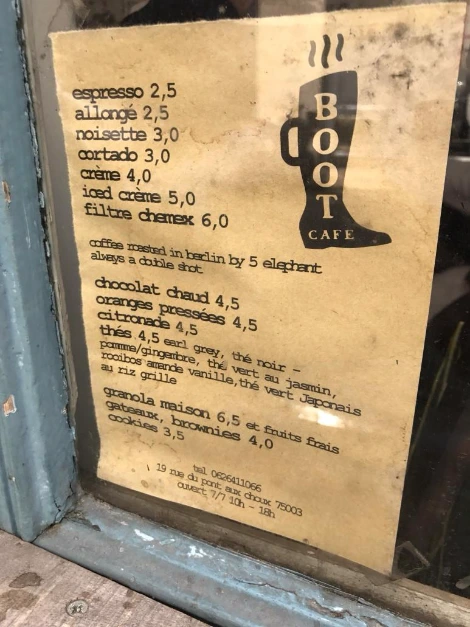 BOOT
CAFE
espresso 2,5
allongé 2,5
noisette 3,0
cortado 3,0
crème 4,0
iced crème 5,0
filtre chemex 6,0
coffee roasted in berlin by 5 elephant
always a double shot
chocolat chaud 4,5
oranges pressées 4,5
citronade 4,5
thés 4,5 earl grey, thé noir -
pomme/gingembre, thé vert au jasmin,
rooibos amande vanille, thé vert Japonais
au riz grille
granola maison 6,5 et fruits frais
gateaux, brownies 4,0
cookies 3,5
tel 0626411066
19 rue du pont aux choux 75003
ouvert 7/7 10h - 18h